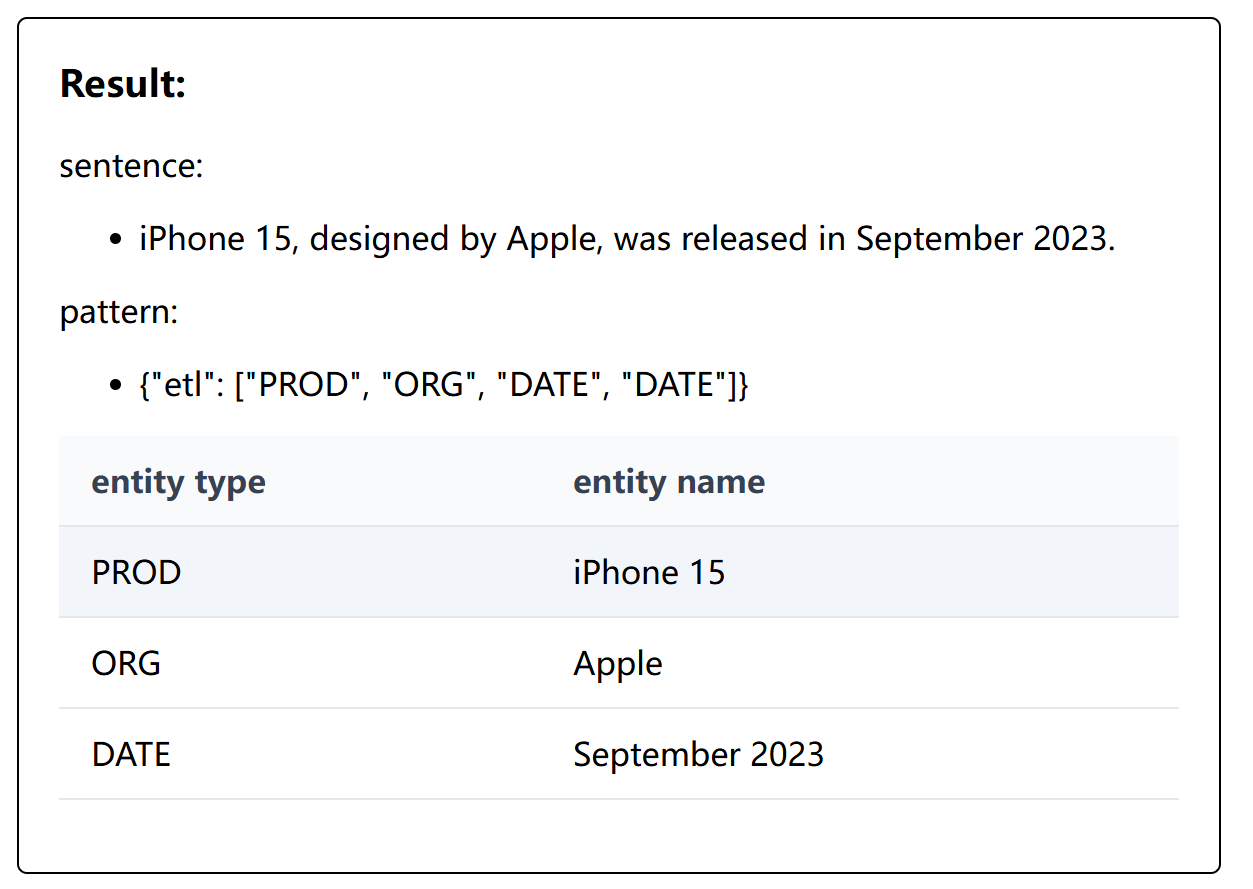 Result:
sentence:
• iPhone 15, designed by Apple, was released in September 2023.
pattern:
• {"etl": ["PROD", "ORG", "DATE", "DATE"]}
entity type entity name
PROD iPhone 15
ORG Apple
DATE September 2023